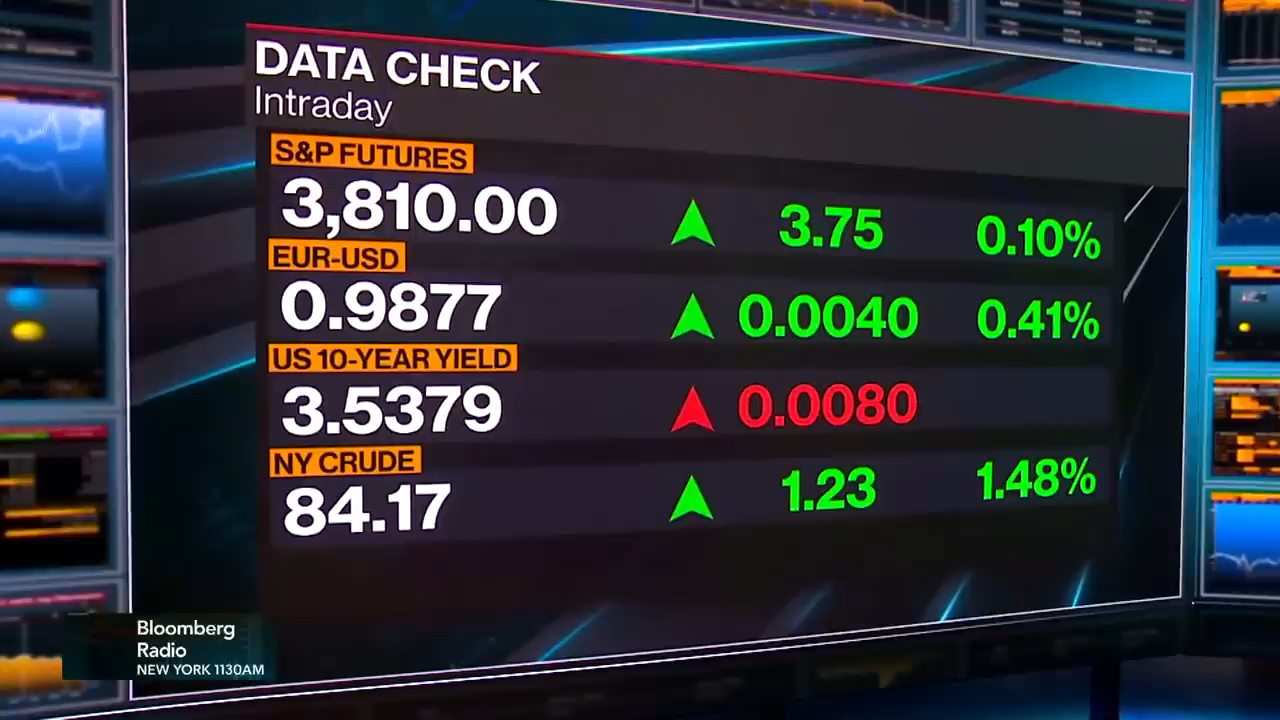 DATA CHECK
Intraday
S&P FUTURES
3,810.00 3.75 0.10%
EUR-USD
0.9877 0.0040 0.41%
US 10-YEAR YIELD
3.5379 0.0080
NY CRUDE
84.17 1.23 1.48%
Bloomberg
Radio
NEW YORK 1130AM